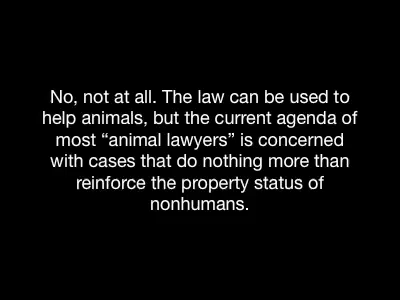 No, not at all. The law can be used to
help animals, but the current agenda of
most “animal lawyers” is concerned
with cases that do nothing more than
reinforce the property status of
nonhumans.